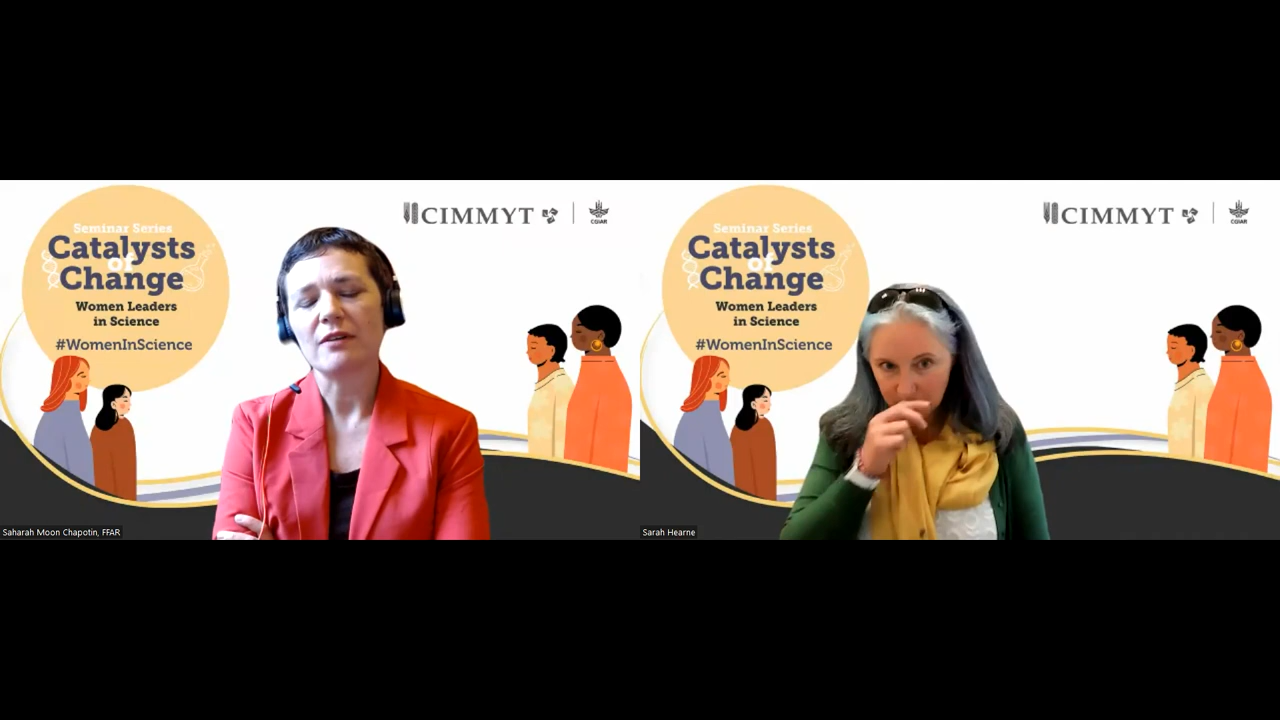 Seminar Series
Catalysts
of
Change
Women Leaders
in Science
#WomenInScience
CIMMYT
CGIAR
Saharah Moon Chapotin, FFAR
Seminar Series
Catalysts
of
Change
Women Leaders
in Science
#WomenInScience
CIMMYT
CGIAR
Sarah Hearne